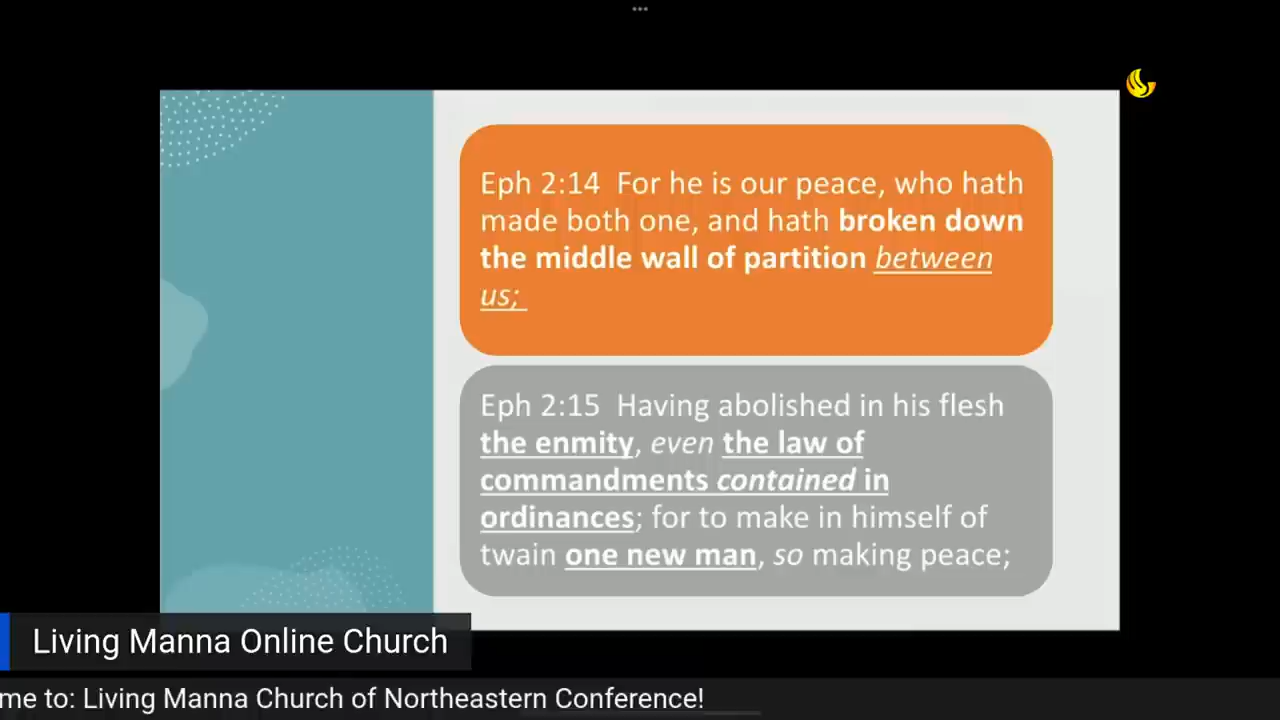 Eph 2:14  For he is our peace, who hath
made both one, and hath broken down
the middle wall of partition between
us;
Eph 2:15  Having abolished in his flesh
the enmity, even the law of
commandments contained in
ordinances; for to make in himself of
twain one new man, so making peace;
Living Manna Online Church
me to: Living Manna Church of Northeastern Conference!